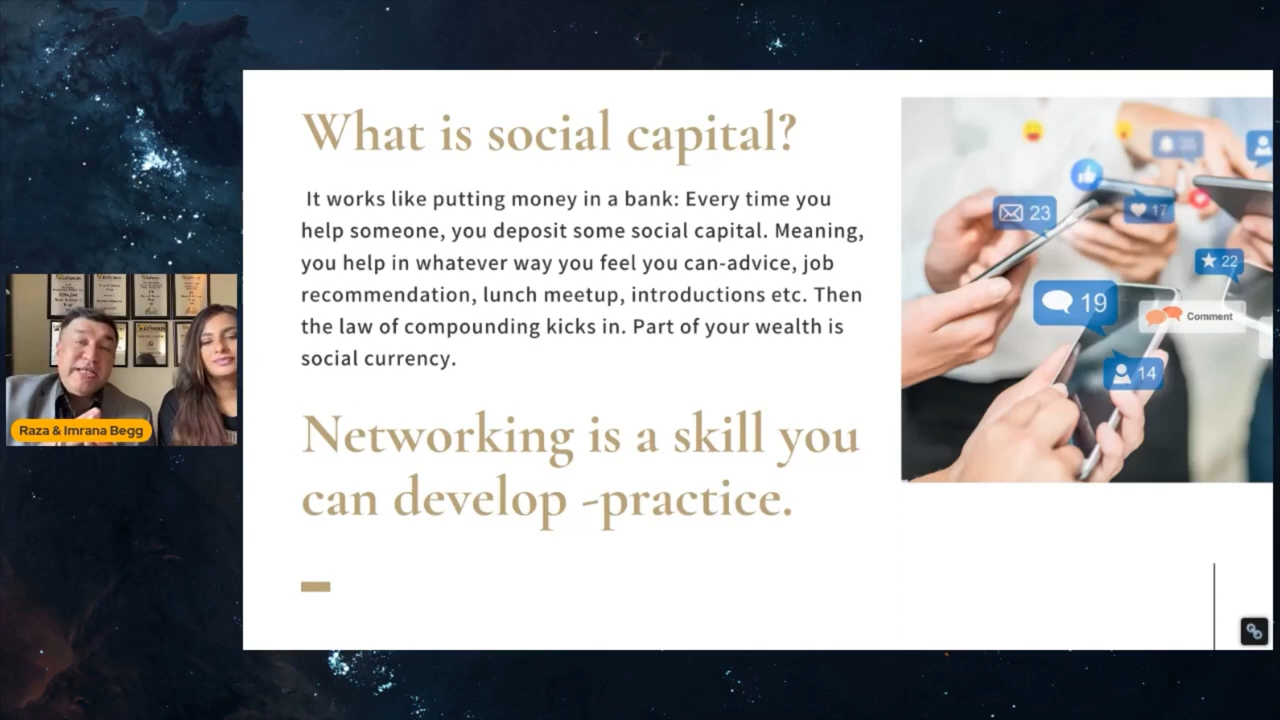 What is social capital?
It works like putting money in a bank: Every time you
help someone, you deposit some social capital. Meaning,
you help in whatever way you feel you can-advice, job
recommendation, lunch meetup, introductions etc. Then
the law of compounding kicks in. Part of your wealth is
social currency.
Networking is a skill you
can develop -practice.
23
17
22
19
Comment
14
Raza & Imrana Begg